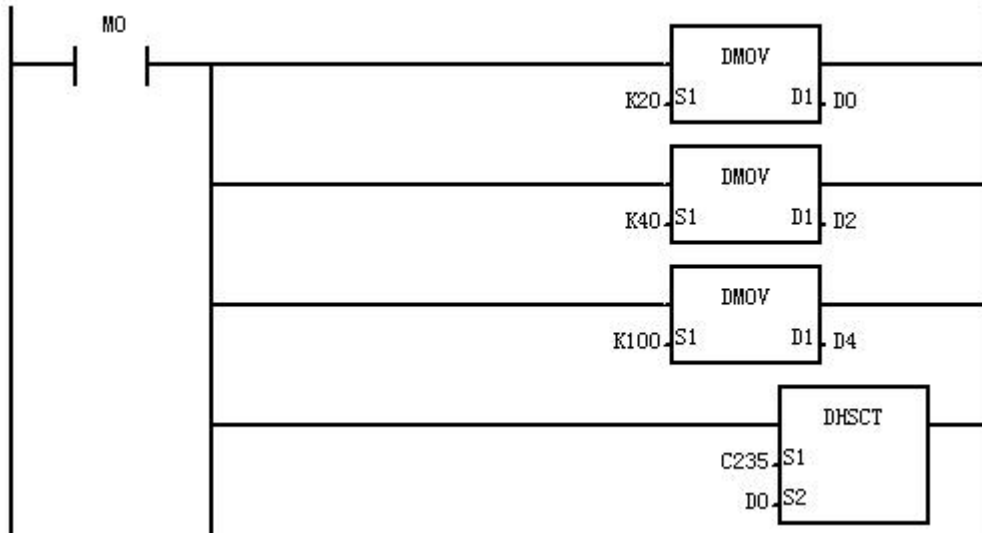 M0
DMOV
K20 S1 D1 D0
DMOV
K40 S1 D1 D2
DMOV
K100 S1 D1 D4
DHSCT
C235 S1
D0 S2